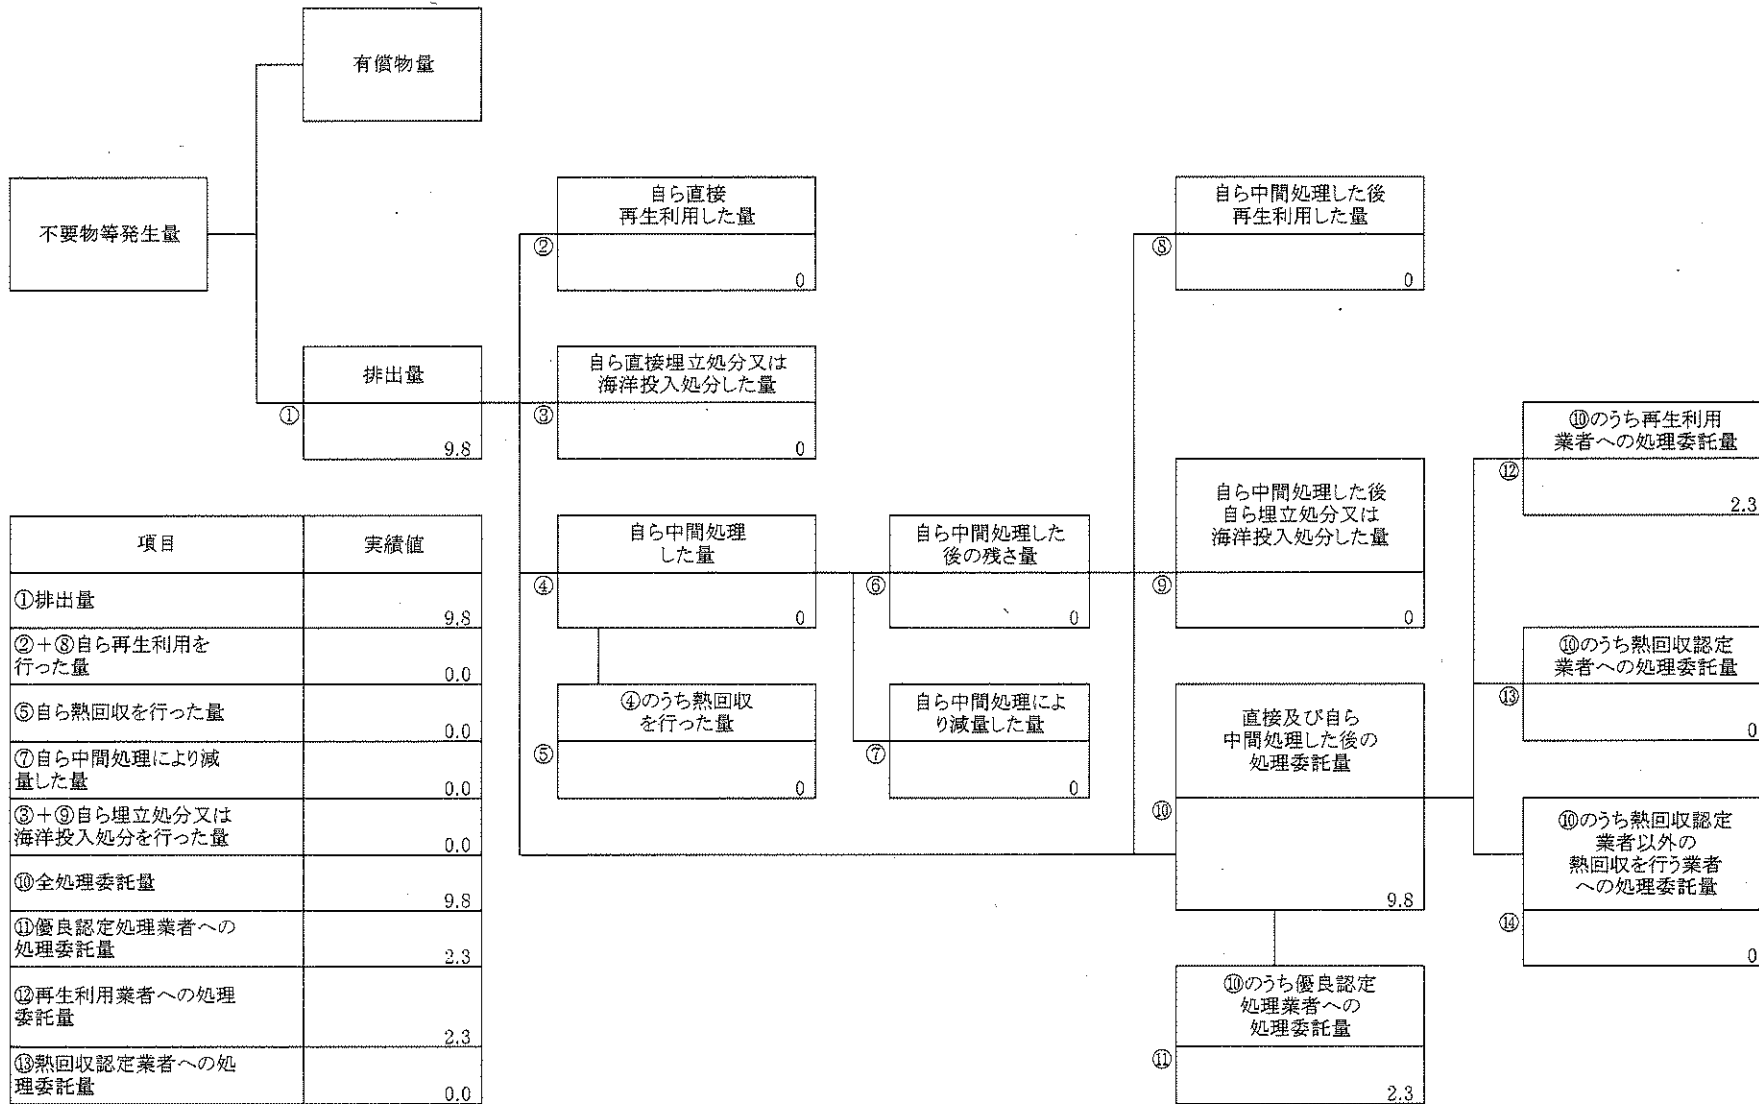 有償物量
不要物等発生量
自ら直接
再生利用した量
②
0
自ら中間処理した後
再生利用した量
⑧
0
排出量
①
9.8
自ら直接埋立処分又は
海洋投入処分した量
③
0
⑩のうち再生利用
業者への処理委託量
⑫
2.3
自ら中間処理
した量
④
0
自ら中間処理した
後の残さ量
⑥
0
自ら中間処理した後
自ら埋立処分又は
海洋投入処分した量
⑨
0
⑩のうち熱回収認定
業者への処理委託量
⑬
0
④のうち熱回収
を行った量
⑤
0
自ら中間処理によ
り減量した量
⑦
0
直接及び自ら
中間処理した後の
処理委託量
⑩
9.8
⑩のうち熱回収認定
業者以外の
熱回収を行う業者
への処理委託量
⑭
0
⑩のうち優良認定
処理業者への
処理委託量
⑪
2.3
項目 実績値
①排出量
9.8
②+⑧自ら再生利用を
行った量
0.0
⑤自ら熱回収を行った量
0.0
⑦自ら中間処理により減
量した量
0.0
③+⑨自ら埋立処分又は
海洋投入処分を行った量
0.0
⑩全処理委託量
9.8
⑪優良認定処理業者への
処理委託量
2.3
⑫再生利用業者への処理
委託量
2.3
⑬熱回収認定業者への処
理委託量
0.0